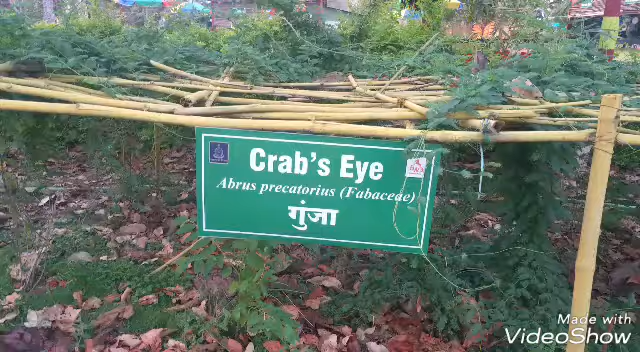 Crab's Eye
Abrus precatorius (Fabaceae)
गुंजा
Made with
VideoShow